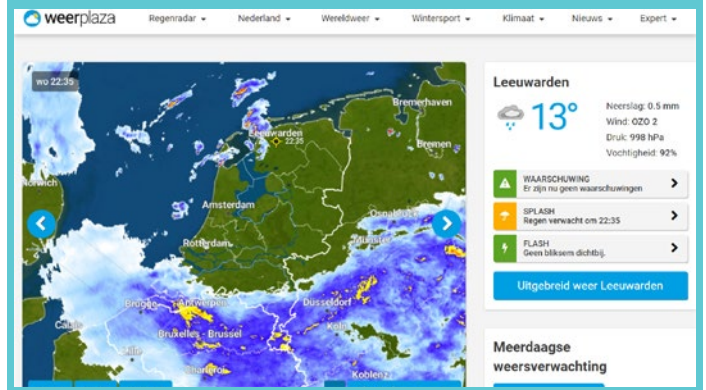 weerplaza
Regenradar Nederland Wereldweer Wintersport Klimaat Nieuws Expert
wo 22:35
Bremerhaven
Leeuwarden
22:35
Bremen
Norwich
Amsterdam
Osnabrück
Rotterdam
Münster
Brugge Antwerpen
Düsseldorf
Calais
Bruxelles - Brussel
Köln
Lille
Charleroi
Koblenz
Leeuwarden
13°
Neerslag: 0.5 mm
Wind: OZO 2
Druk: 998 hPa
Vochtigheid: 92%
WAARSCHUWING
Er zijn nu geen waarschuwingen
SPLASH
Regen verwacht om 22:35
FLASH
Geen bliksem dichtbij.
Uitgebreid weer Leeuwarden
Meerdaagse
weersverwachting